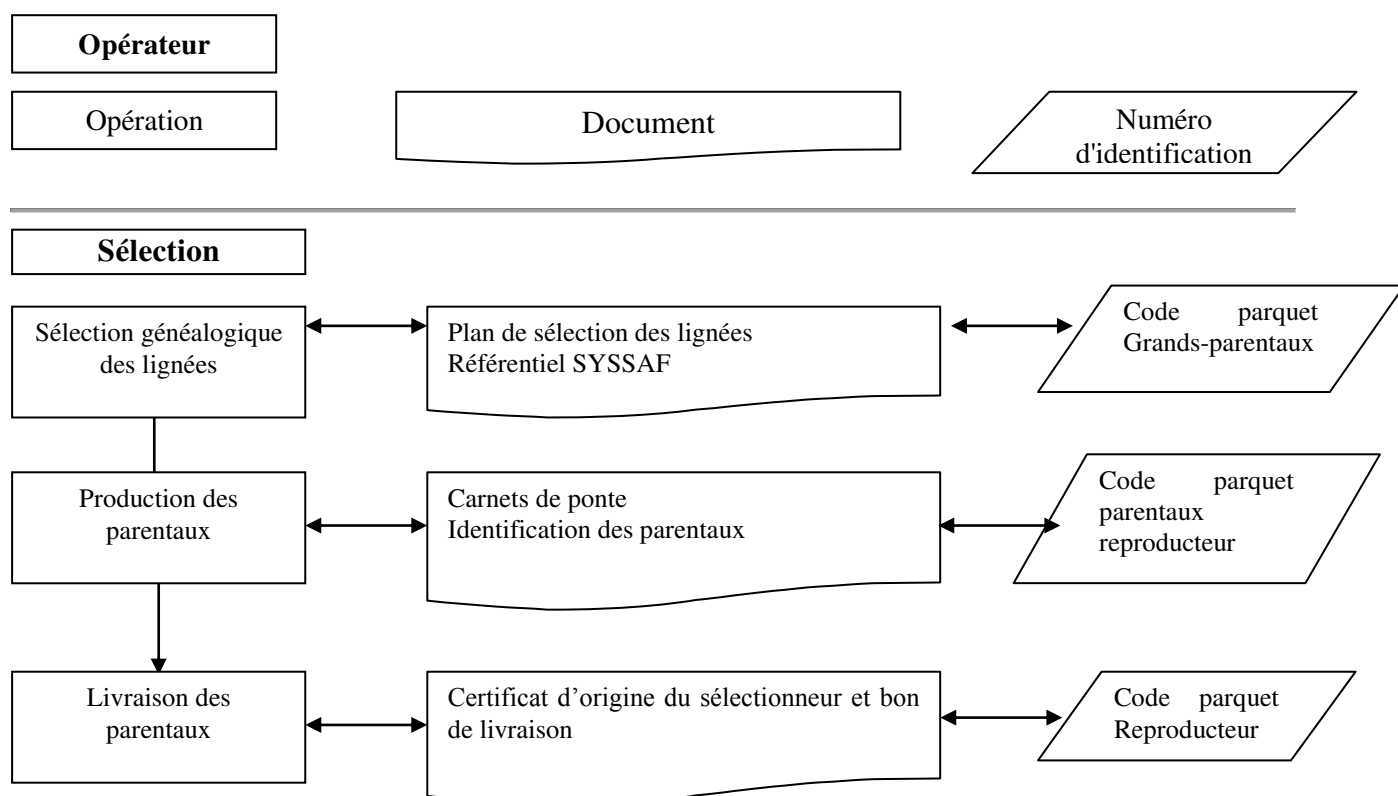 Opérateur
Opération
Document
Numéro
d'identification
Sélection
Sélection généalogique
des lignées
Plan de sélection des lignées
Référentiel SYSSAF
Code parquet
Grands-parentaux
Production des
parentaux
Carnets de ponte
Identification des parentaux
Code parquet
parentaux
reproducteur
Livraison des
parentaux
Certificat d’origine du sélectionneur et bon
de livraison
Code parquet
Reproducteur